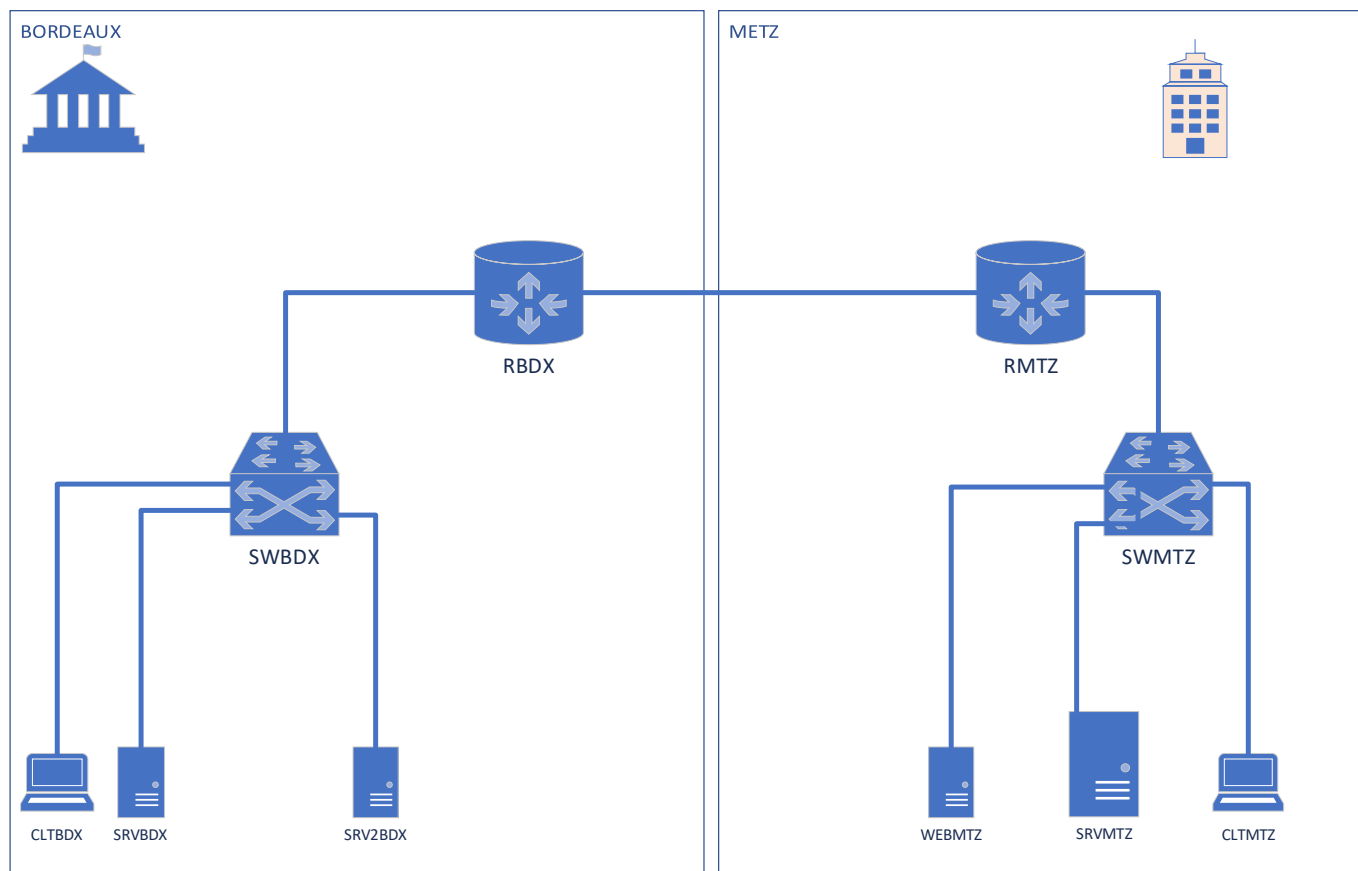 BORDEAUX
METZ
RBDX
RMTZ
SWBDX
SWMTZ
CLTBDX
SRVBDX
SRV2BDX
WEBMTZ
SRVMTZ
CLTMTZ